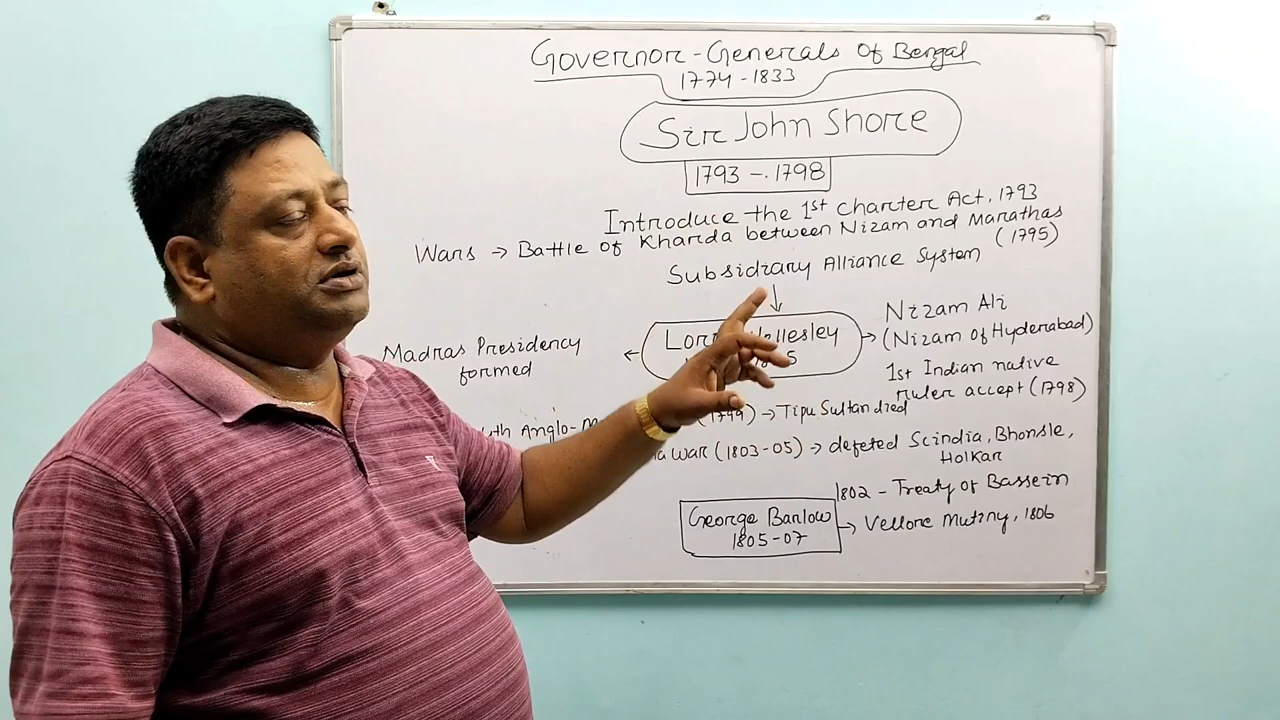 Governor-Generals of Bengal
1774-1833
Sir John Shore
1793 - 1798
Introduce the 1st Charter Act, 1793
Wars → Battle of Kharda between Nizam and Marathas
(1795)
Subsidiary Alliance System
Madras Presidency
formed
←
Wellesley
→
Nizam Ali
(Nizam of Hyderabad)
1st Indian native
ruler accept (1798)
Anglo-
(1799) → Tipu Sultan died
War (1803-05) → defeted Scindia, Bhonsle,
Holkar
George Barlow
1805-07
1802 - Treaty of Bassein
→ Vellore Mutiny, 1806